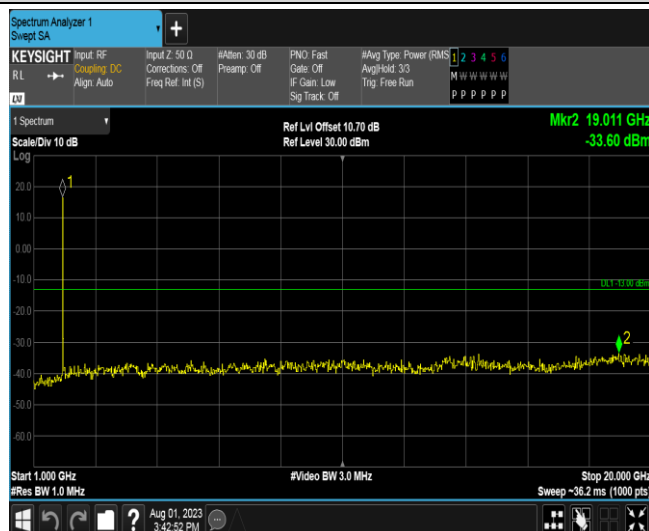 Spectrum Analyzer 1
Swept SA
+
KEYSIGHT Input: RF Input Z: 50 Ω #Atten: 30 dB PNO: Fast #Avg Type: Power (RMS 1 2 3 4 5 6
RL Coupling: DC Corrections: Off Preamp: Off Gate: Off Avg|Hold: 3/3 M W W W W W
Align: Auto Freq Ref: Int (S) IF Gain: Low Trig: Free Run
LXI Sig Track: Off P P P P P P
1 Spectrum Ref Lvl Offset 10.70 dB Mkr2 19.011 GHz
Scale/Div 10 dB Ref Level 30.00 dBm -33.60 dBm
Log
1
20.0
10.0
0.00
-10.0
DL1 -13.00 dBm
-20.0
-30.0
2
-40.0
-50.0
-60.0
Start 1.000 GHz #Video BW 3.0 MHz Stop 20.000 GHz
#Res BW 1.0 MHz Sweep ~36.2 ms (1000 pts)
? Aug 01, 2023
3:42:52 PM